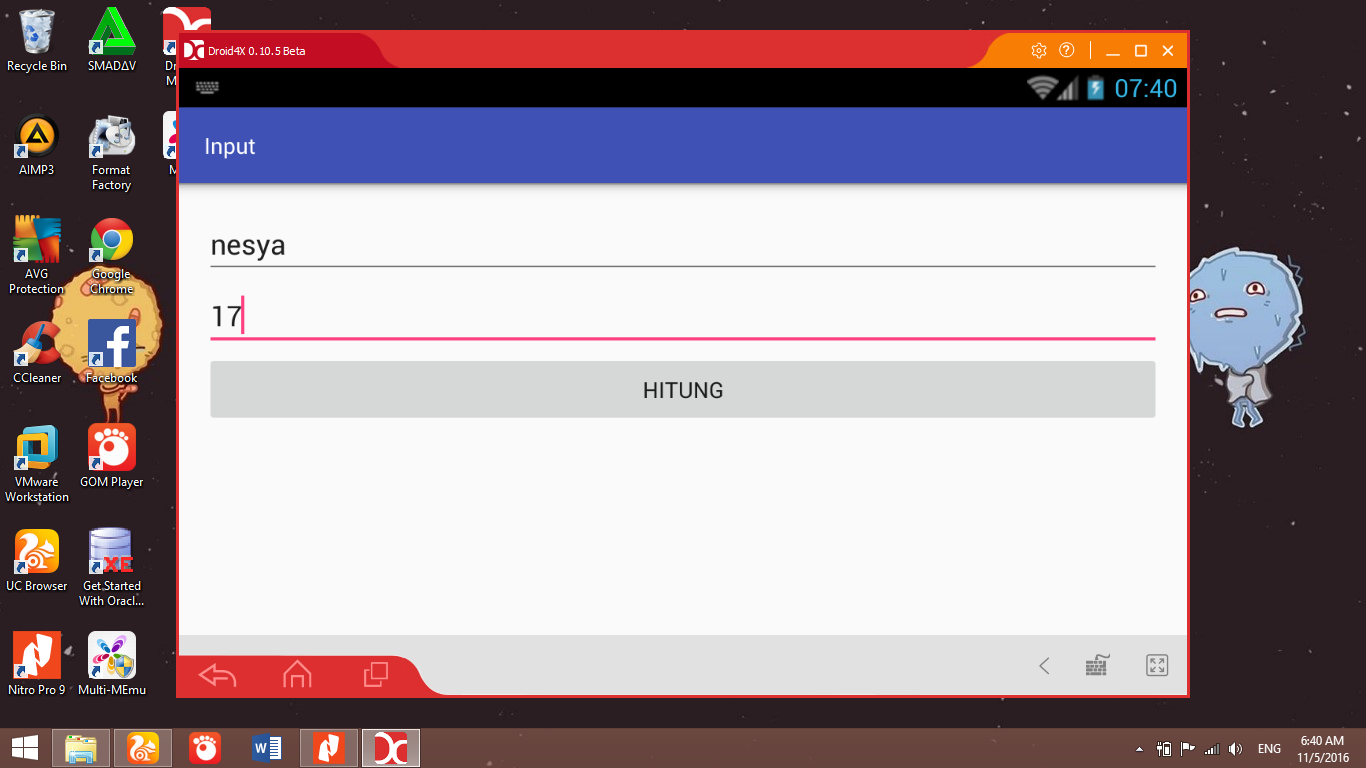 Recycle Bin
SMADΔV
Dr
M
AIMP3
Format
Factory
M
AVG
Protection
Google
Chrome
CCleaner
Facebook
VMware
Workstation
GOM Player
UC Browser
Get Started
With Oracl...
XE
Nitro Pro 9
Multi-MEmu
Droid4X 0.10.5 Beta
07:40
Input
nesya
17
HITUNG
ENG
6:40 AM
11/5/2016